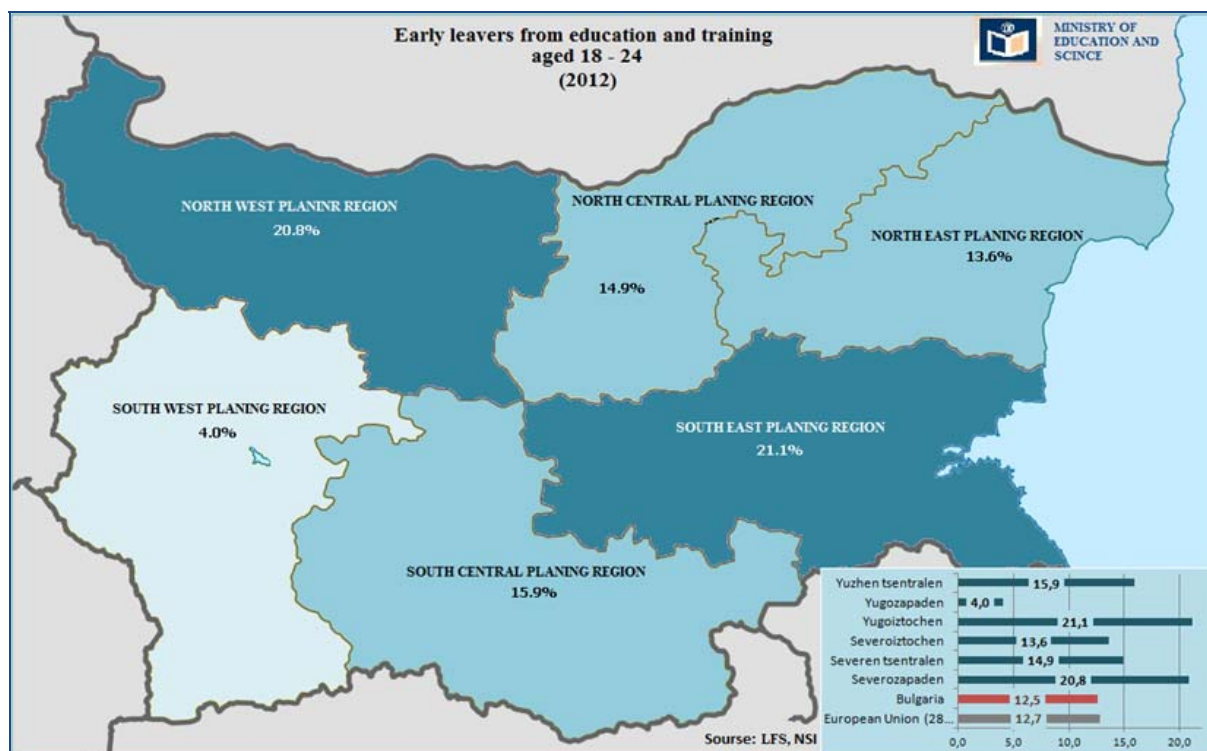 Early leavers from education and training
aged 18 - 24
(2012)
MINISTRY OF
EDUCATION AND
SCINCE
NORTH WEST PLANINR REGION
20.8%
NORTH CENTRAL PLANING REGION
14.9%
NORTH EAST PLANING REGION
13.6%
SOUTH WEST PLANING REGION
4.0%
SOUTH EAST PLANING REGION
21.1%
SOUTH CENTRAL PLANING REGION
15.9%
Yuzhen tsentralen 15,9
Yugozapaden 4,0
Yugoiztochen 21,1
Severoiztochen 13,6
Severen tsentralen 14,9
Severozapaden 20,8
Bulgaria 12,5
European Union (28... 12,7
0,0 5,0 10,0 15,0 20,0
Sourse: LFS, NSI